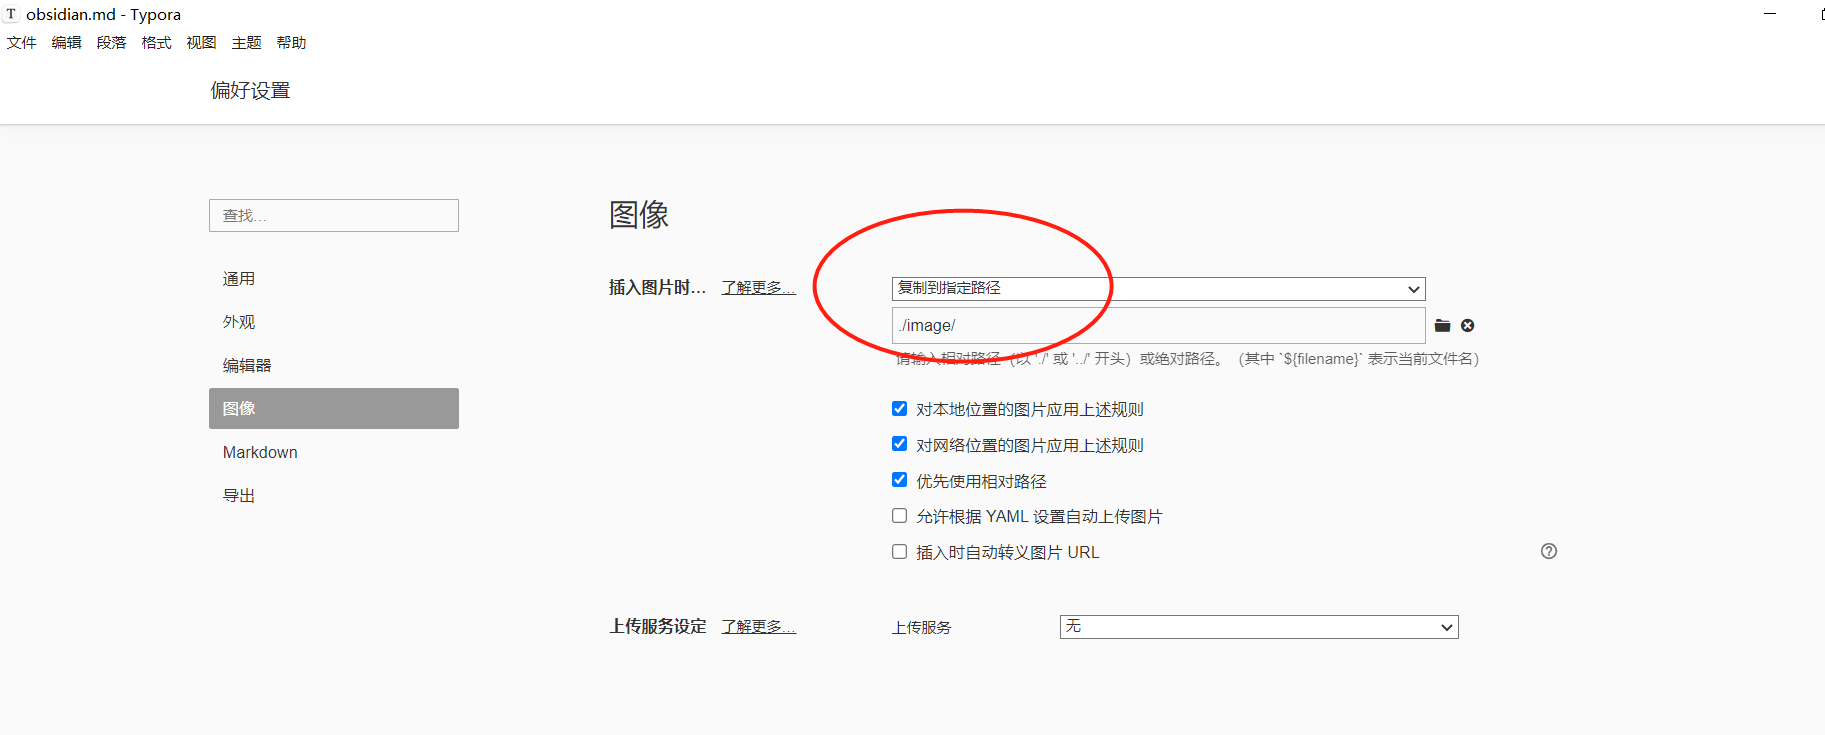 obsidian.md - Typora
文件 编辑 段落 格式 视图 主题 帮助
偏好设置
查找...
通用
外观
编辑器
图像
Markdown
导出
图像
插入图片时... 了解更多...
复制到指定路径
./image/
请输入相对路径（以 './' 或 '../' 开头）或绝对路径。（其中 `${filename}` 表示当前文件名）
对本地位置的图片应用上述规则
对网络位置的图片应用上述规则
优先使用相对路径
允许根据 YAML 设置自动上传图片
插入时自动转义图片 URL
上传服务设定 了解更多...
上传服务 无